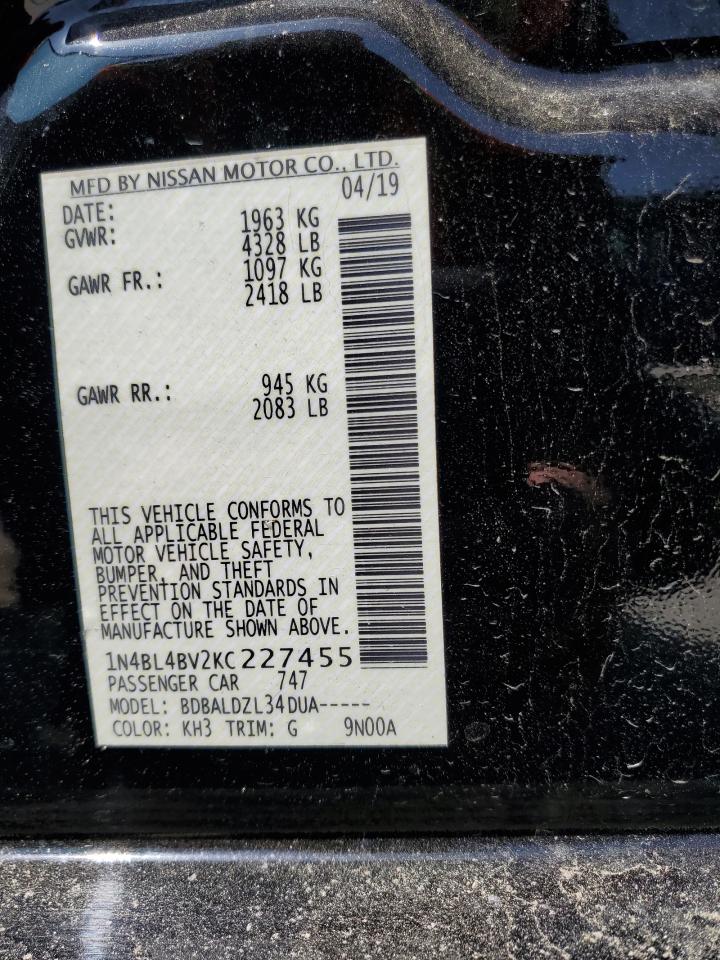 MFD BY NISSAN MOTOR CO., LTD.
DATE: 04/19
GVWR: 1963 KG
4328 LB
GAWR FR.: 1097 KG
2418 LB
GAWR RR.: 945 KG
2083 LB
THIS VEHICLE CONFORMS TO
ALL APPLICABLE FEDERAL
MOTOR VEHICLE SAFETY,
BUMPER, AND THEFT
PREVENTION STANDARDS IN
EFFECT ON THE DATE OF
MANUFACTURE SHOWN ABOVE.
1N4BL4BV2KC227455
PASSENGER CAR 747
MODEL: BDBALDZL34DUA-----
COLOR: KH3 TRIM: G 9N00A